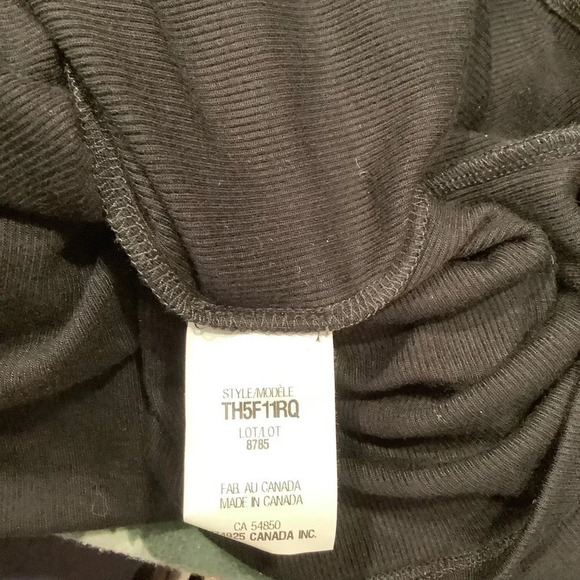 STYLE/MODÈLE
TH5F11RQ
LOT/LOT
8785
FAB. AU CANADA
MADE IN CANADA
CA 54850
CANADA INC.